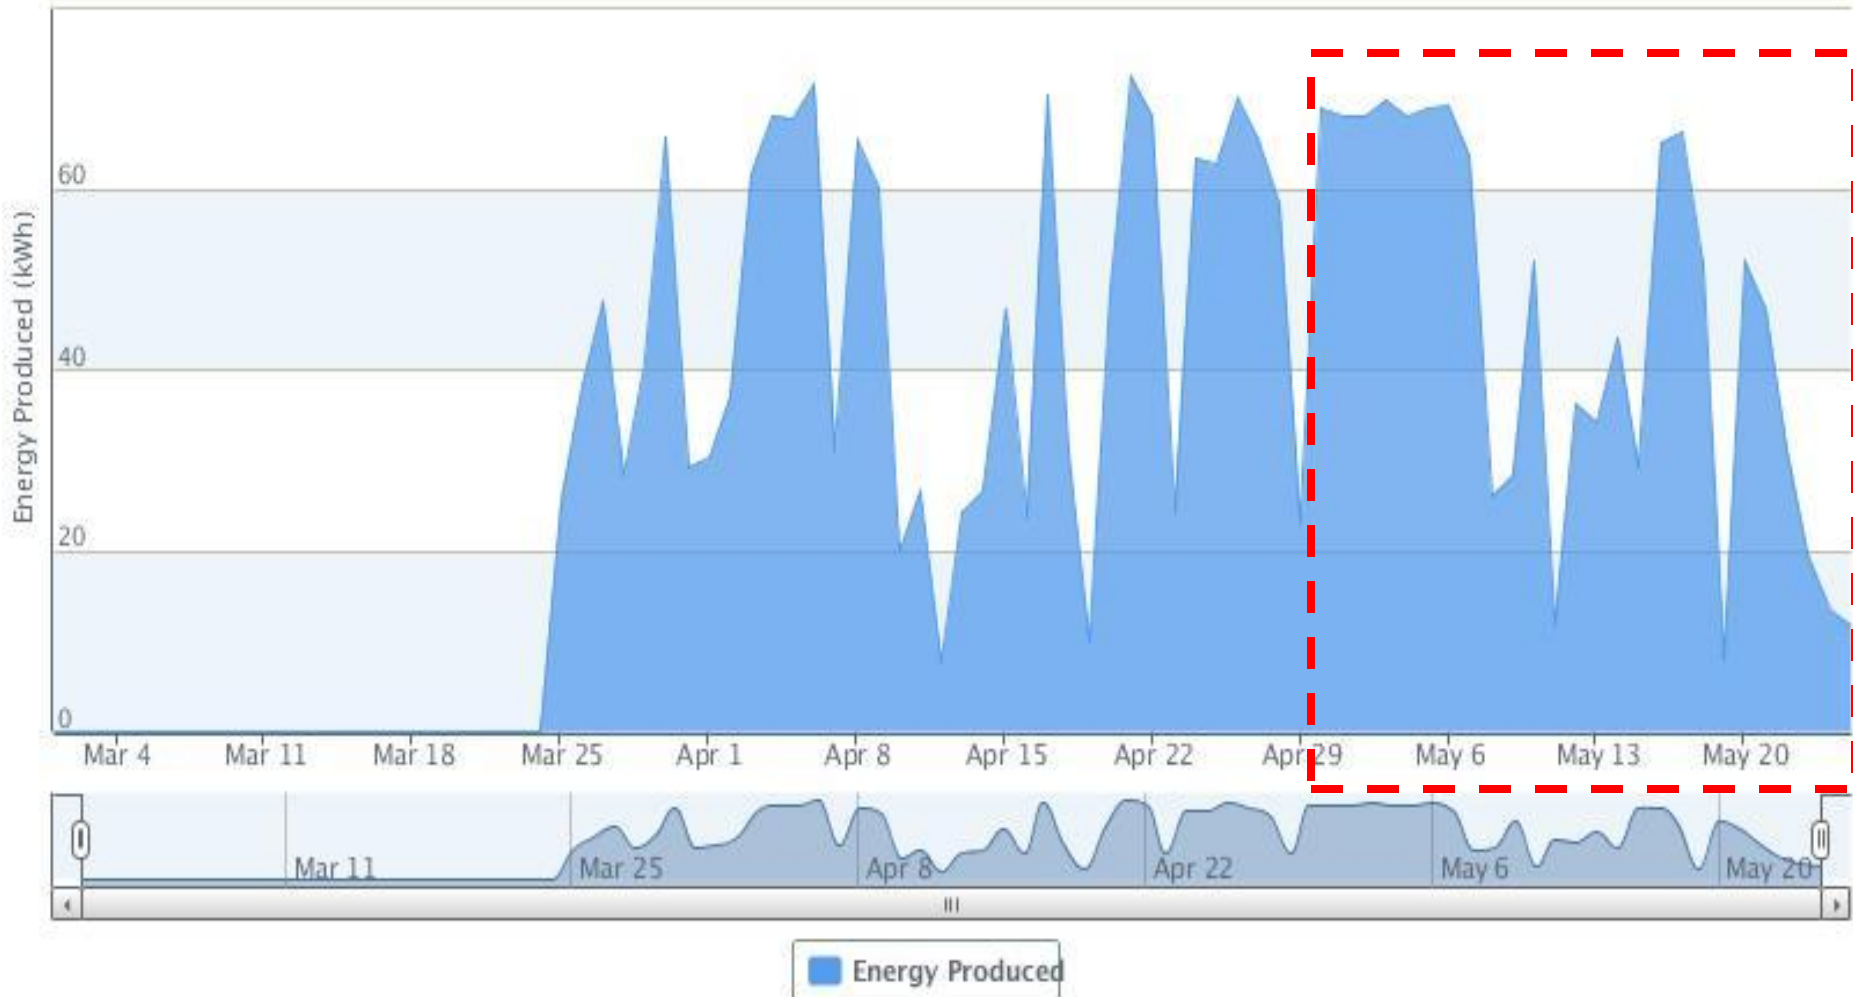 Energy Produced (kWh)
60
40
20
0
Mar 4 Mar 11 Mar 18 Mar 25 Apr 1 Apr 8 Apr 15 Apr 22 Apr 29 May 6 May 13 May 20
Mar 11 Mar 25 Apr 8 Apr 22 May 6 May 20
Energy Produced